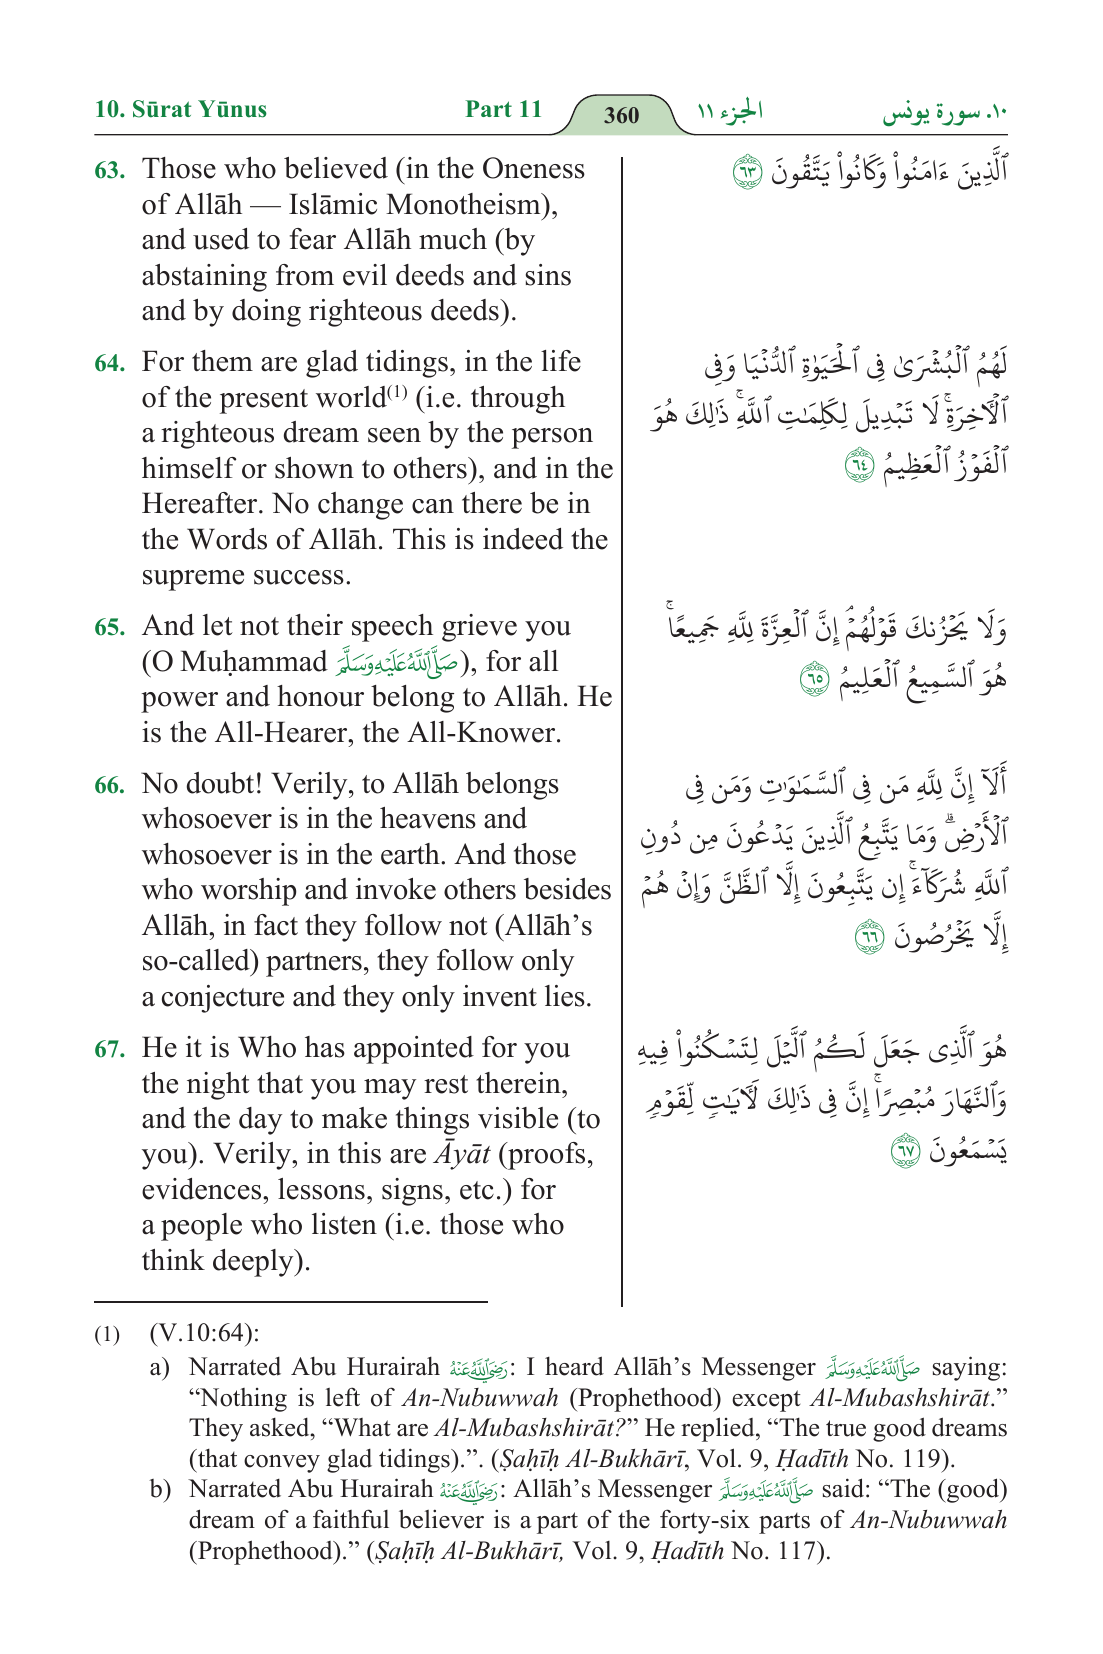 10. Sūrat Yūnus
Part 11
360
الجزء ١١
١٠. سورة يونس
63. Those who believed (in the Oneness
of Allāh — Islāmic Monotheism),
and used to fear Allāh much (by
abstaining from evil deeds and sins
and by doing righteous deeds).
64. For them are glad tidings, in the life
of the present world(1) (i.e. through
a righteous dream seen by the person
himself or shown to others), and in the
Hereafter. No change can there be in
the Words of Allāh. This is indeed the
supreme success.
65. And let not their speech grieve you
(O Muḥammad صَلَّى اللَّهُ عَلَيْهِ وَسَلَّمَ), for all
power and honour belong to Allāh. He
is the All-Hearer, the All-Knower.
66. No doubt! Verily, to Allāh belongs
whosoever is in the heavens and
whosoever is in the earth. And those
who worship and invoke others besides
Allāh, in fact they follow not (Allāh’s
so-called) partners, they follow only
a conjecture and they only invent lies.
67. He it is Who has appointed for you
the night that you may rest therein,
and the day to make things visible (to
you). Verily, in this are Āyāt (proofs,
evidences, lessons, signs, etc.) for
a people who listen (i.e. those who
think deeply).
ٱلَّذِينَ ءَامَنُواْ وَكَانُواْ يَتَّقُونَ ٦٣
لَهُمُ ٱلۡبُشۡرَىٰ فِي ٱلۡحَيَوٰةِ ٱلدُّنۡيَا وَفِي
ٱلۡأٓخِرَةِۚ لَا تَبۡدِيلَ لِكَلِمَٰتِ ٱللَّهِۚ ذَٰلِكَ هُوَ
ٱلۡفَوۡزُ ٱلۡعَظِيمُ ٦٤
وَلَا يَحۡزُنكَ قَوۡلُهُمۡۘ إِنَّ ٱلۡعِزَّةَ لِلَّهِ جَمِيعًاۚ
هُوَ ٱلسَّمِيعُ ٱلۡعَلِيمُ ٦٥
أَلَآ إِنَّ لِلَّهِ مَن فِي ٱلسَّمَٰوَٰتِ وَمَن فِي
ٱلۡأَرۡضِۗ وَمَا يَتَّبِعُ ٱلَّذِينَ يَدۡعُونَ مِن دُونِ
ٱللَّهِ شُرَكَآءَۚ إِن يَتَّبِعُونَ إِلَّا ٱلظَّنَّ وَإِنۡ هُمۡ
إِلَّا يَخۡرُصُونَ ٦٦
هُوَ ٱلَّذِي جَعَلَ لَكُمُ ٱلَّيۡلَ لِتَسۡكُنُواْ فِيهِ
وَٱلنَّهَارَ مُبۡصِرًاۚ إِنَّ فِي ذَٰلِكَ لَأٓيَٰتٖ لِّقَوۡمٖ
يَسۡمَعُونَ ٦٧
(1) (V.10:64):
a) Narrated Abu Hurairah رَضِيَ اللَّهُ عَنْهُ: I heard Allāh’s Messenger صَلَّى اللَّهُ عَلَيْهِ وَسَلَّمَ saying:
“Nothing is left of An-Nubuwwah (Prophethood) except Al-Mubashshirāt.”
They asked, “What are Al-Mubashshirāt?” He replied, “The true good dreams
(that convey glad tidings).”. (Ṣaḥīḥ Al-Bukhārī, Vol. 9, Ḥadīth No. 119).
b) Narrated Abu Hurairah رَضِيَ اللَّهُ عَنْهُ: Allāh’s Messenger صَلَّى اللَّهُ عَلَيْهِ وَسَلَّمَ said: “The (good)
dream of a faithful believer is a part of the forty-six parts of An-Nubuwwah
(Prophethood).” (Ṣaḥīḥ Al-Bukhārī, Vol. 9, Ḥadīth No. 117).